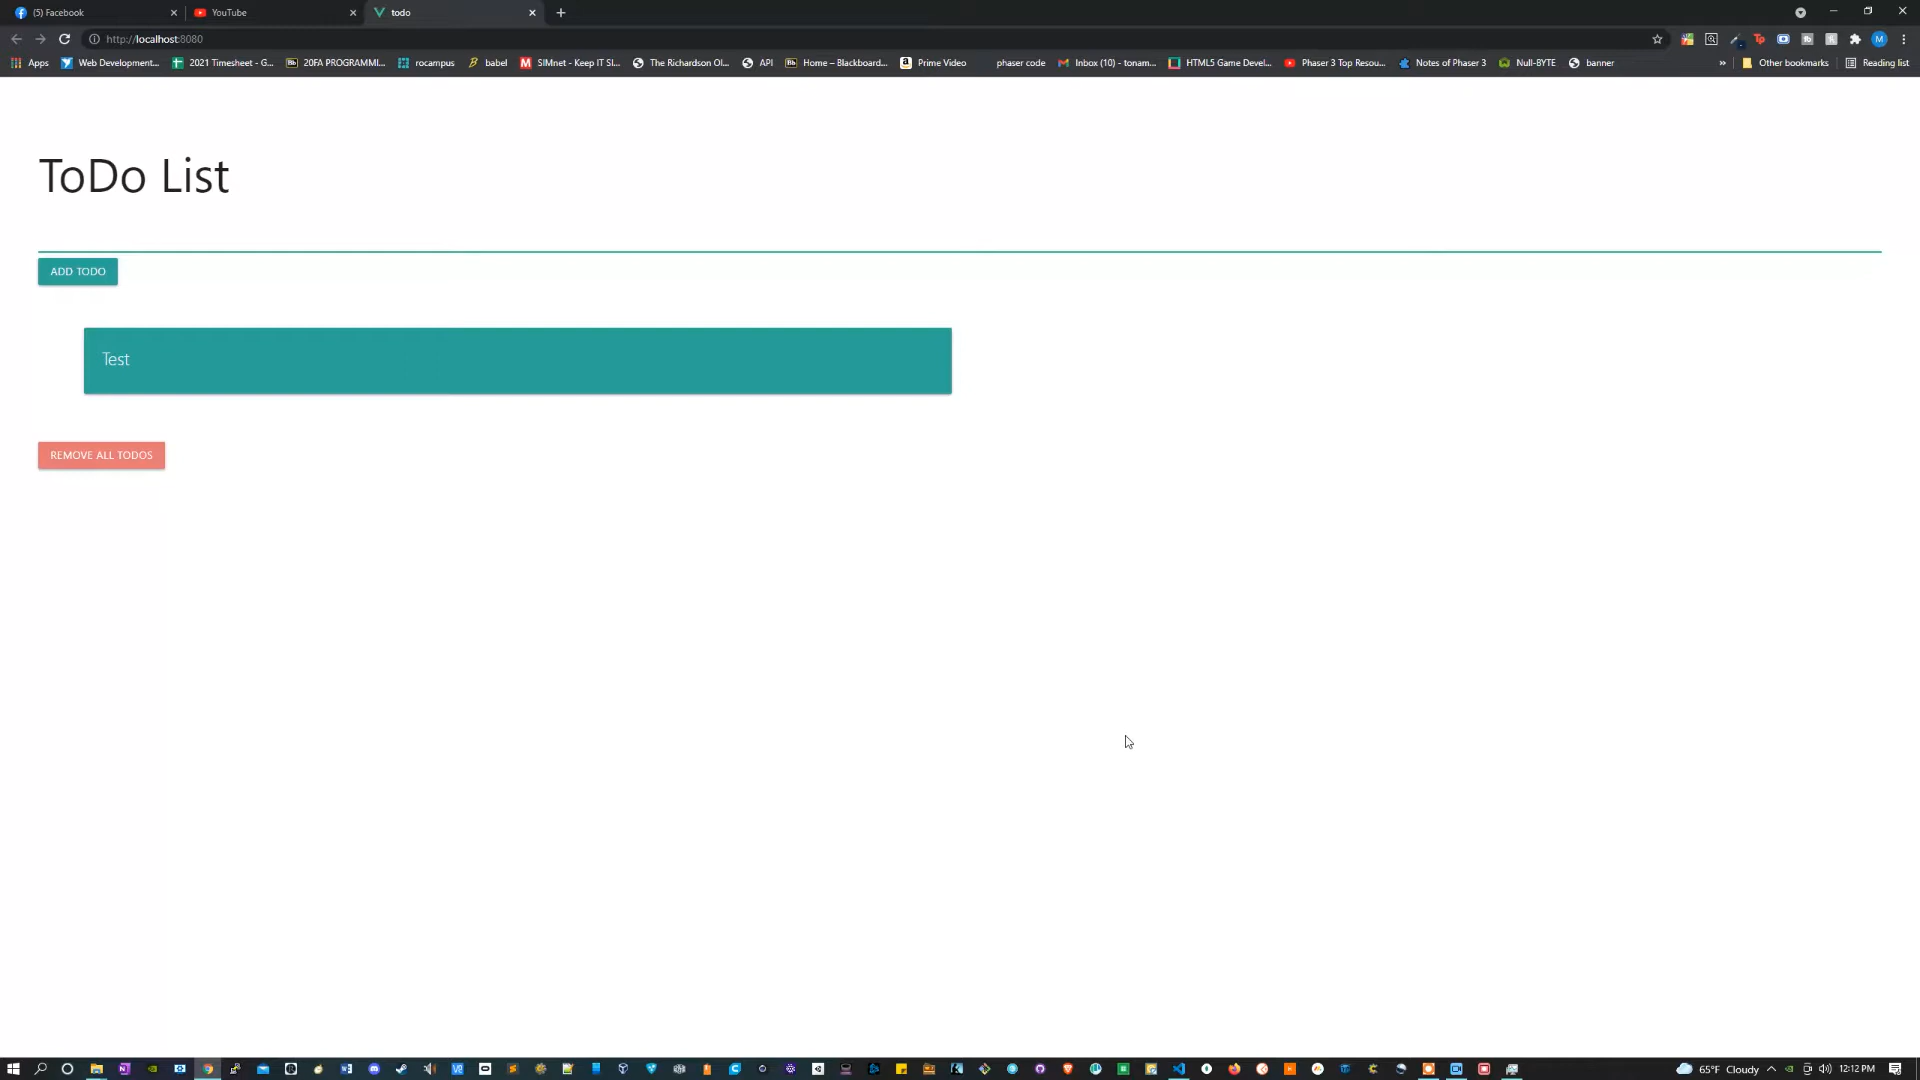 (5) Facebook
YouTube
todo
http://localhost:8080
Apps
Web Development...
2021 Timesheet - G...
20FA PROGRAMMI...
rocampus
babel
SIMnet - Keep IT SI...
The Richardson Ol...
API
Home – Blackboard...
Prime Video
phaser code
Inbox (10) - tonam...
HTML5 Game Devel...
Phaser 3 Top Resou...
Notes of Phaser 3
Null-BYTE
banner
»
Other bookmarks
Reading list
ToDo List
ADD TODO
Test
REMOVE ALL TODOS
65°F Cloudy
12:12 PM